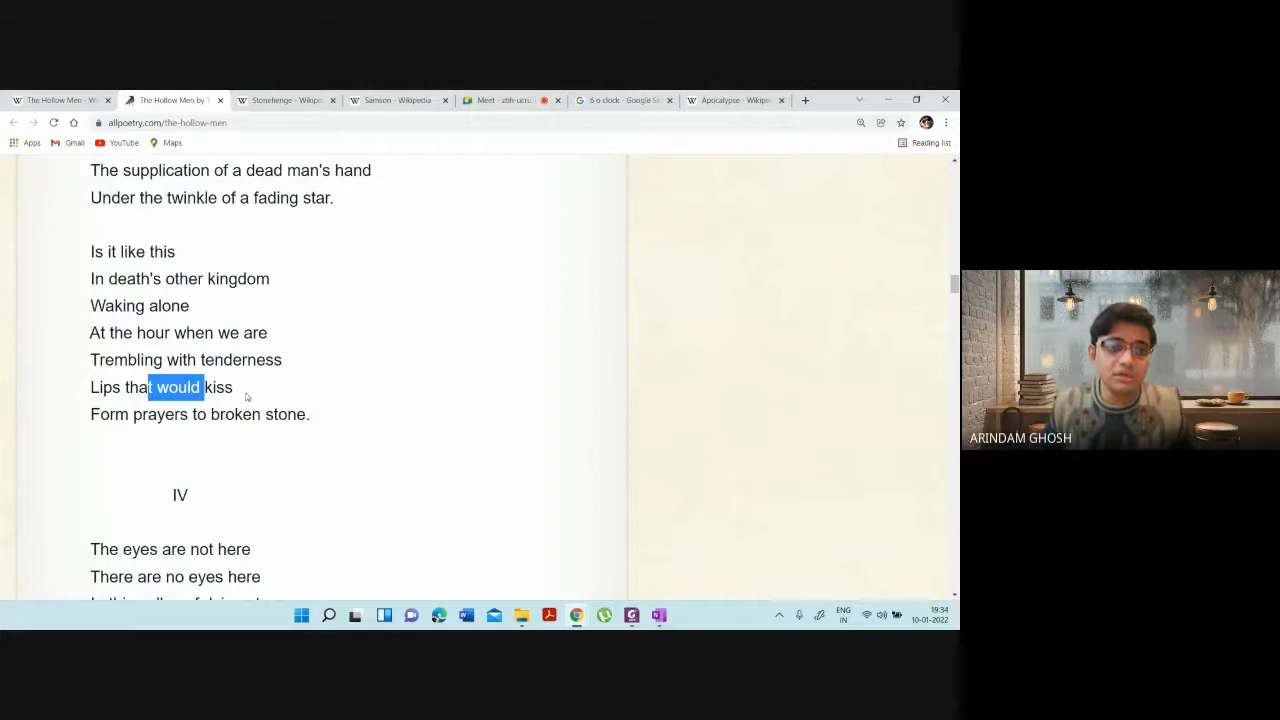 The Hollow Men - Wi
The Hollow Men by T
Stonehenge - Wikipe
Samson - Wikipedia
Meet - zbh-ucru
6 o clock - Google Se
Apocalypse - Wikipe
allpoetry.com/the-hollow-men
Apps
Gmail
YouTube
Maps
Reading list
The supplication of a dead man's hand
Under the twinkle of a fading star.
Is it like this
In death's other kingdom
Waking alone
At the hour when we are
Trembling with tenderness
Lips that would kiss
Form prayers to broken stone.
IV
The eyes are not here
There are no eyes here
ARINDAM GHOSH
ENG
IN
19:34
10-01-2022